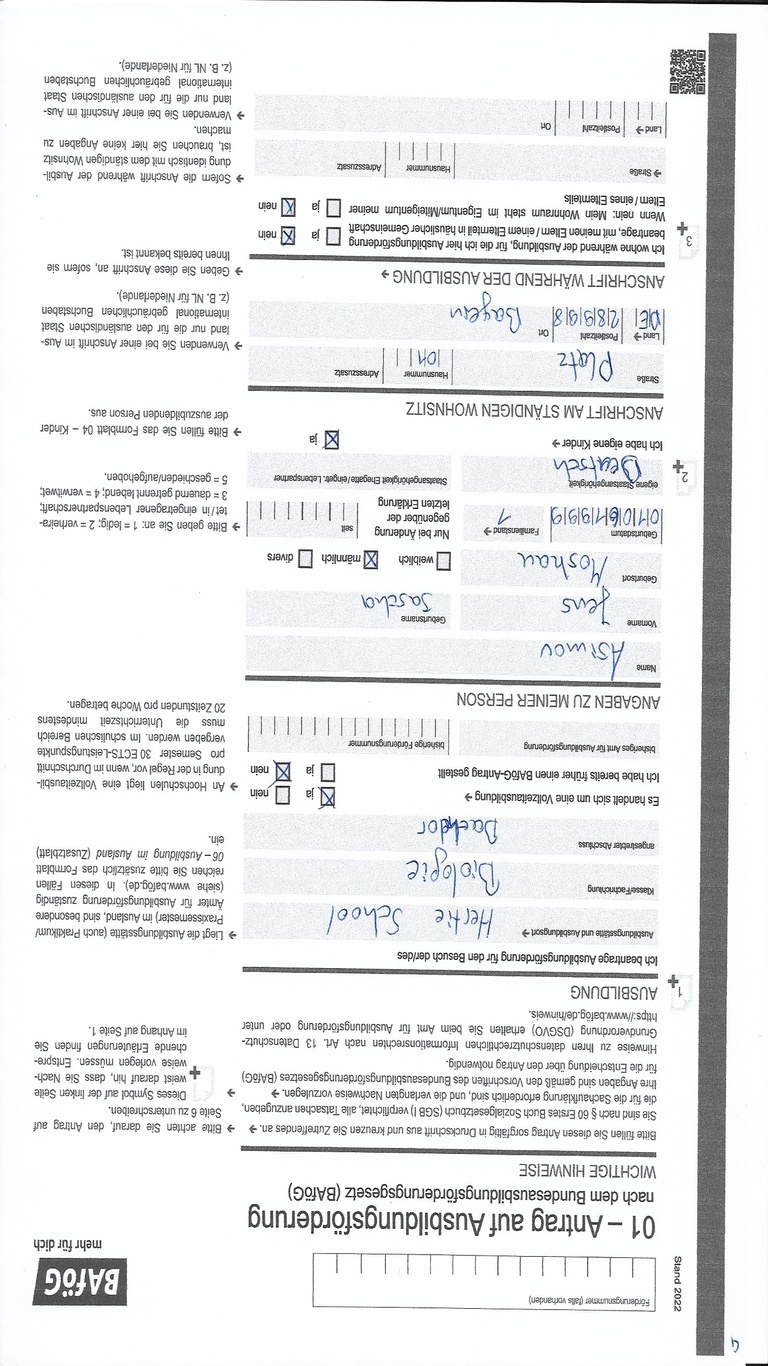 4
Stand 2022
Förderungsnummer (falls vorhanden)
BAföG
mehr für dich
01 – Antrag auf Ausbildungsförderung
nach dem Bundesausbildungsförderungsgesetz (BAföG)
WICHTIGE HINWEISE
Bitte füllen Sie diesen Antrag sorgfältig in Druckschrift aus und kreuzen Sie Zutreffendes an. →
Sie sind nach § 60 Erstes Buch Sozialgesetzbuch (SGB I) verpflichtet, alle Tatsachen anzugeben,
die für die Sachaufklärung erforderlich sind, und die verlangten Nachweise vorzulegen. →
Ihre Angaben sind gemäß den Vorschriften des Bundesausbildungsförderungsgesetzes (BAföG)
für die Entscheidung über den Antrag notwendig.
Hinweise zu Ihren datenschutzrechtlichen Informationsrechten nach Art. 13 Datenschutz-
Grundverordnung (DSGVO) erhalten Sie beim Amt für Ausbildungsförderung oder unter
https://www.bafög.de/hinweis.
→ Bitte achten Sie darauf, den Antrag auf
Seite 6 zu unterschreiben.
→ Dieses Symbol auf der linken Seite
weist darauf hin, dass Sie Nach-
weise vorlegen müssen. Entspre-
chende Erläuterungen finden Sie
im Anhang auf Seite 1.
1 AUSBILDUNG
Ich beantrage Ausbildungsförderung für den Besuch der/des
Ausbildungsstätte und Ausbildungsort → Hertie School
Klasse/Fachrichtung Biologie
angestrebter Abschluss Bachelor
Es handelt sich um eine Vollzeitausbildung → ja nein
Ich habe bereits früher einen BAföG-Antrag gestellt ja nein
bisheriges Amt für Ausbildungsförderung bisherige Förderungsnummer
→ Liegt die Ausbildungsstätte (auch Praktikum/
Praxissemester) im Ausland, sind besondere
Ämter für Ausbildungsförderung zuständig
(siehe www.bafög.de). In diesen Fällen
reichen Sie bitte zusätzlich das Formblatt
06 – Ausbildung im Ausland (Zusatzblatt)
ein.
→ An Hochschulen liegt eine Vollzeitausbil-
dung in der Regel vor, wenn im Durchschnitt
pro Semester 30 ECTS-Leistungspunkte
vergeben werden. Im schulischen Bereich
muss die Unterrichtszeit mindestens
20 Zeitstunden pro Woche betragen.
ANGABEN ZU MEINER PERSON
Name Asimov
Vorname Jens Geburtsname Jascha
Geburtsort Moskau weiblich männlich divers
Geburtsdatum 01061999 Familienstand → 1 Nur bei Änderung
gegenüber der
letzten Erklärung seit
2 eigene Staatsangehörigkeit Deutsch Staatsangehörigkeit Ehegatte/eingetr. Lebenspartner
Ich habe eigene Kinder → ja
→ Bitte geben Sie an: 1 = ledig; 2 = verheira-
tet / in eingetragener Lebenspartnerschaft;
3 = dauernd getrennt lebend; 4 = verwitwet;
5 = geschieden/aufgehoben.
→ Bitte füllen Sie das Formblatt 04 – Kinder
der auszubildenden Person aus.
ANSCHRIFT AM STÄNDIGEN WOHNSITZ
Straße Platz Hausnummer 01 Adresszusatz
Land → DE Postleitzahl 28998 Ort Bayern
→ Verwenden Sie bei einer Anschrift im Aus-
land nur die für den ausländischen Staat
international gebräuchlichen Buchstaben
(z. B. NL für Niederlande).
ANSCHRIFT WÄHREND DER AUSBILDUNG →
→ Geben Sie diese Anschrift an, sofern sie
Ihnen bereits bekannt ist.
3 Ich wohne während der Ausbildung, für die ich hier Ausbildungsförderung
beantrage, mit meinen Eltern / einem Elternteil in häuslicher Gemeinschaft ja nein
Wenn nein: Mein Wohnraum steht im Eigentum/Miteigentum meiner
Eltern / eines Elternteils ja nein
→ Straße Hausnummer Adresszusatz
Land → Postleitzahl Ort
→ Sofern die Anschrift während der Ausbil-
dung identisch mit dem ständigen Wohnsitz
ist, brauchen Sie hier keine Angaben zu
machen.
→ Verwenden Sie bei einer Anschrift im Aus-
land nur die für den ausländischen Staat
international gebräuchlichen Buchstaben
(z. B. NL für Niederlande).